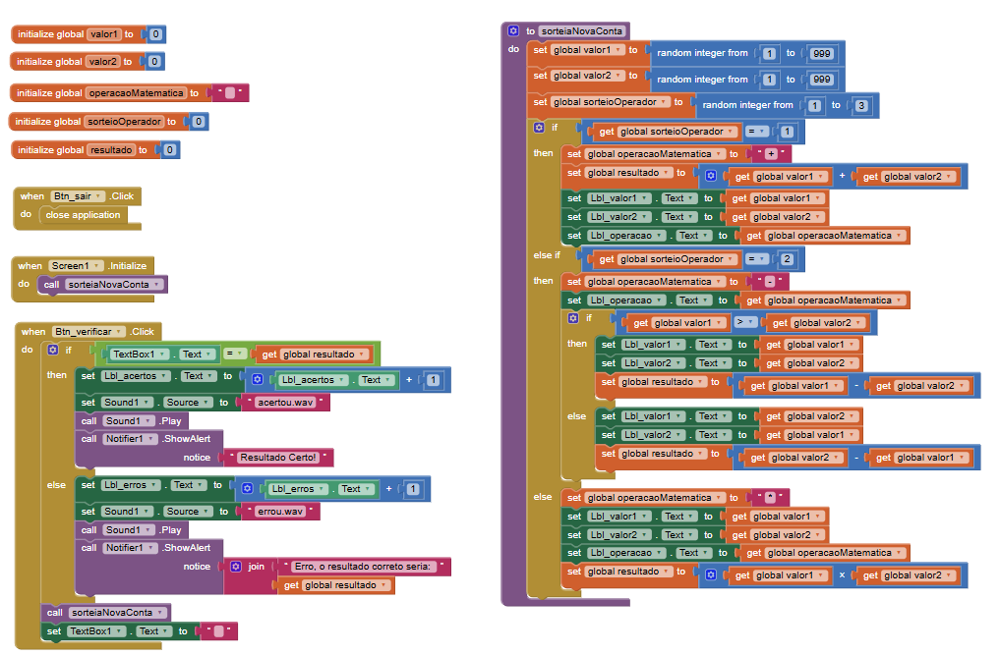 initialize global valor1 to 0
initialize global valor2 to 0
initialize global operacaoMatematica to " "
initialize global sorteioOperador to 0
initialize global resultado to 0
when Btn_sair .Click
do close application
when Screen1 .Initialize
do call sorteiaNovaConta
when Btn_verificar .Click
do if TextBox1 . Text = get global resultado
then set Lbl_acertos . Text to Lbl_acertos . Text + 1
set Sound1 . Source to " acertou.wav "
call Sound1 .Play
call Notifier1 .ShowAlert
notice " Resultado Certo! "
else set Lbl_erros . Text to Lbl_erros . Text + 1
set Sound1 . Source to " errou.wav "
call Sound1 .Play
call Notifier1 .ShowAlert
notice join " Erro, o resultado correto seria: "
get global resultado
call sorteiaNovaConta
set TextBox1 . Text to " "
to sorteiaNovaConta
do set global valor1 to random integer from 1 to 999
set global valor2 to random integer from 1 to 999
set global sorteioOperador to random integer from 1 to 3
if get global sorteioOperador = 1
then set global operacaoMatematica to " + "
set global resultado to get global valor1 + get global valor2
set Lbl_valor1 . Text to get global valor1
set Lbl_valor2 . Text to get global valor2
set Lbl_operacao . Text to get global operacaoMatematica
else if get global sorteioOperador = 2
then set global operacaoMatematica to " - "
set Lbl_operacao . Text to get global operacaoMatematica
if get global valor1 > get global valor2
then set Lbl_valor1 . Text to get global valor1
set Lbl_valor2 . Text to get global valor2
set global resultado to get global valor1 - get global valor2
else set Lbl_valor1 . Text to get global valor2
set Lbl_valor2 . Text to get global valor1
set global resultado to get global valor2 - get global valor1
else set global operacaoMatematica to " * "
set Lbl_valor1 . Text to get global valor1
set Lbl_valor2 . Text to get global valor2
set Lbl_operacao . Text to get global operacaoMatematica
set global resultado to get global valor1 × get global valor2